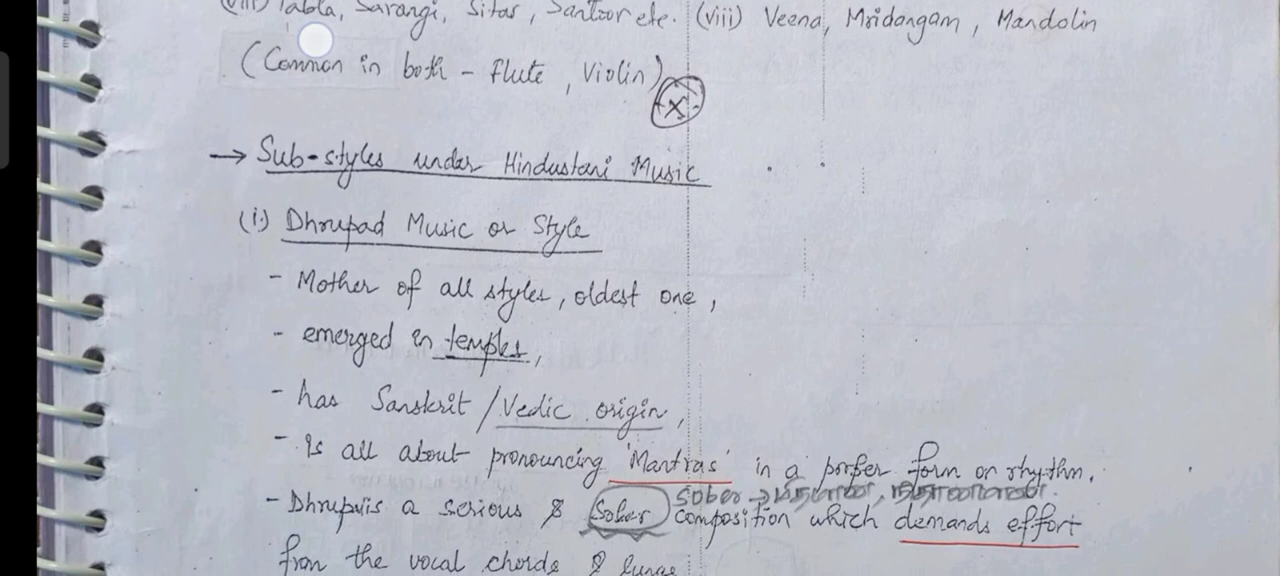 (viii) Tabla, Sarangi, Sitar, Santoor etc. (viii) Veena, Mridangam, Mandolin
(Common in both - Flute, Violin)
X
→ Sub-styles under Hindustani Music
(i) Dhrupad Music or Style
- Mother of all styles, oldest one,
- emerged in temples,
- has Sanskrit / Vedic origin,
- Is all about pronouncing 'Mantras' in a proper form or rhythm.
sober →
- Dhrupad is a serious & Sober composition which demands effort
from the vocal chords & lungs